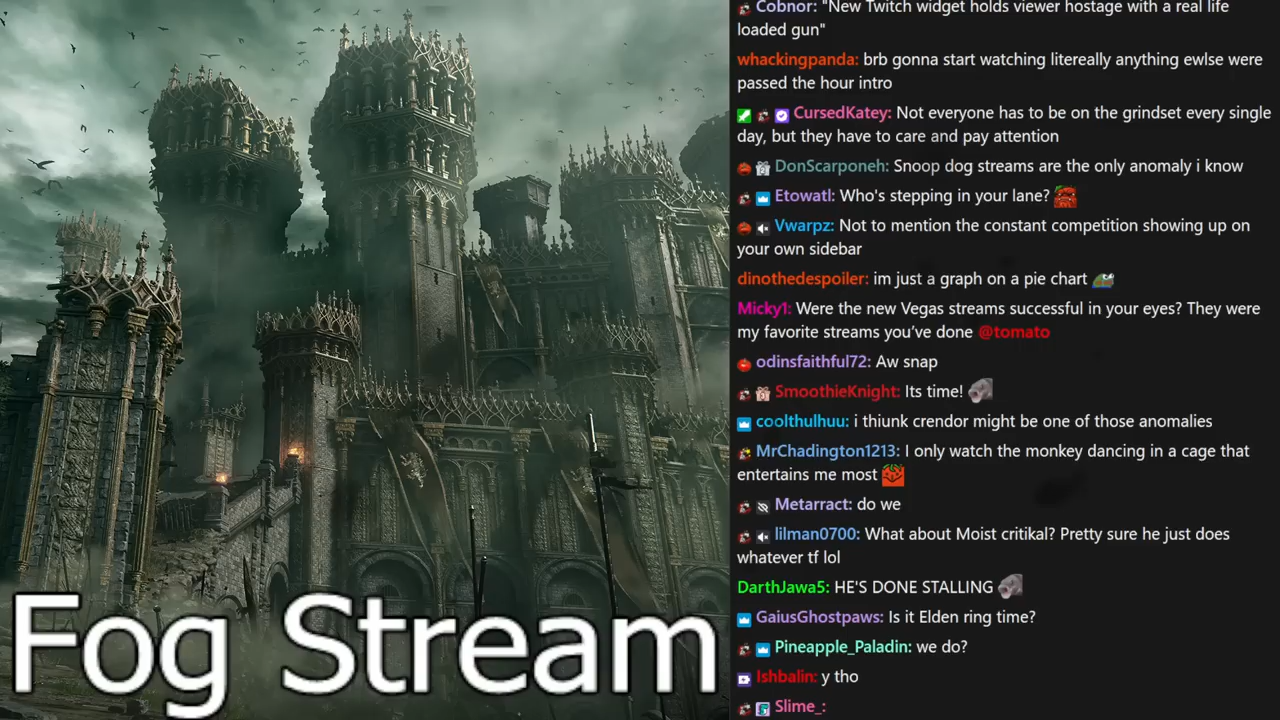 Cobnor: "New Twitch widget holds viewer hostage with a real life
loaded gun"
whackingpanda: brb gonna start watching litereally anything ewlse were
passed the hour intro
CursedKatey: Not everyone has to be on the grindset every single
day, but they have to care and pay attention
DonScarponeh: Snoop dog streams are the only anomaly i know
Etowatl: Who's stepping in your lane?
Vwarpz: Not to mention the constant competition showing up on
your own sidebar
dinothedespoiler: im just a graph on a pie chart
Micky1: Were the new Vegas streams successful in your eyes? They were
my favorite streams you've done @tomato
odinsfaithful72: Aw snap
SmoothieKnight: Its time!
coolthulhuu: i thiunk crendor might be one of those anomalies
MrChadington1213: I only watch the monkey dancing in a cage that
entertains me most
Metarract: do we
lilman0700: What about Moist critikal? Pretty sure he just does
whatever tf lol
DarthJawa5: HE'S DONE STALLING
GaiusGhostpaws: Is it Elden ring time?
Pineapple_Paladin: we do?
Ishbalin: y tho
Slime_:
Fog Stream